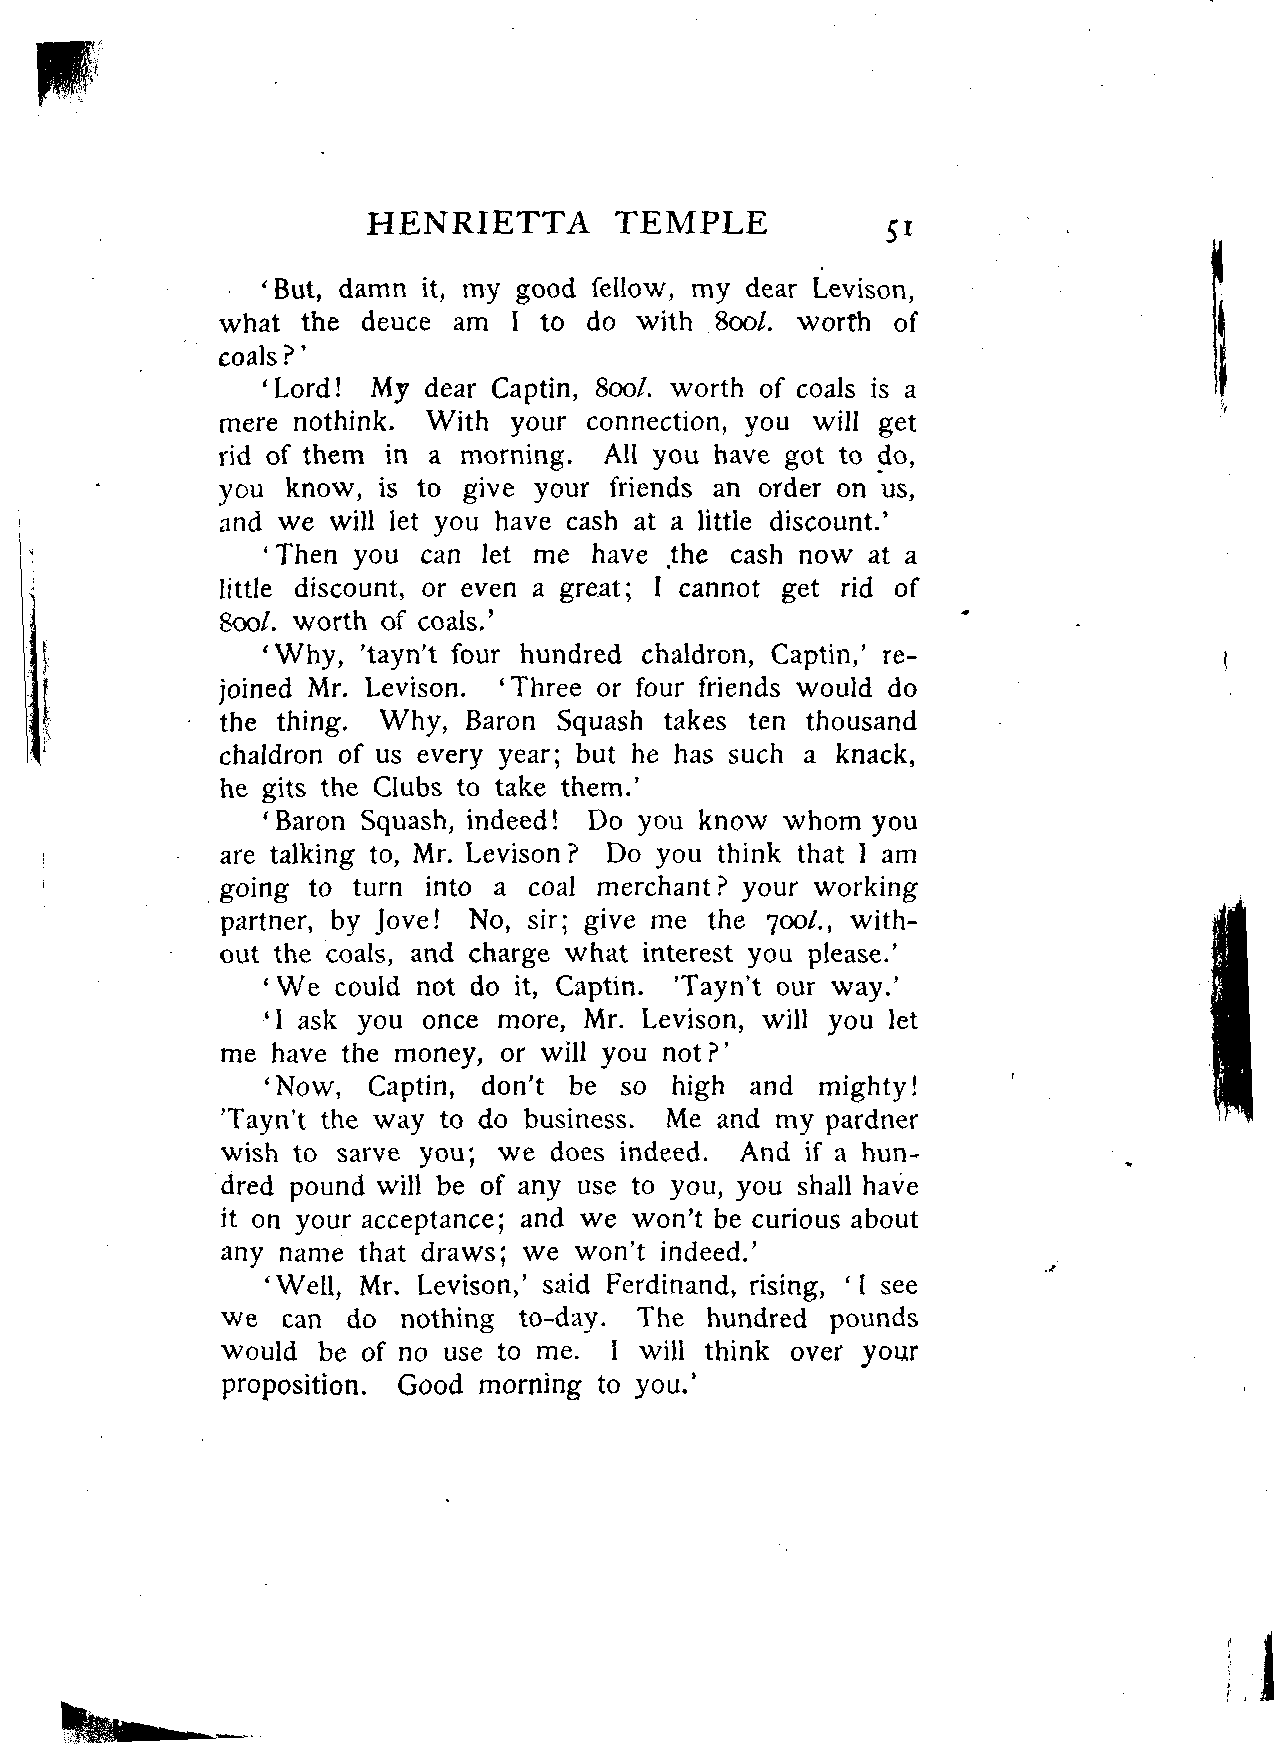 HENRIETTA TEMPLE 51
‘But, damn it, my good fellow, my dear Levison,
what the deuce am I to do with 800l. worth of
coals?’
‘Lord! My dear Captin, 800l. worth of coals is a
mere nothink. With your connection, you will get
rid of them in a morning. All you have got to do,
you know, is to give your friends an order on us,
and we will let you have cash at a little discount.’
‘Then you can let me have the cash now at a
little discount, or even a great; I cannot get rid of
800l. worth of coals.’
‘Why, ’tayn’t four hundred chaldron, Captin,’ re-
joined Mr. Levison. ‘Three or four friends would do
the thing. Why, Baron Squash takes ten thousand
chaldron of us every year; but he has such a knack,
he gits the Clubs to take them.’
‘Baron Squash, indeed! Do you know whom you
are talking to, Mr. Levison? Do you think that I am
going to turn into a coal merchant? your working
partner, by Jove! No, sir; give me the 700l., with-
out the coals, and charge what interest you please.’
‘We could not do it, Captin. ’Tayn’t our way.’
‘I ask you once more, Mr. Levison, will you let
me have the money, or will you not?’
‘Now, Captin, don’t be so high and mighty!
’Tayn’t the way to do business. Me and my pardner
wish to sarve you; we does indeed. And if a hun-
dred pound will be of any use to you, you shall have
it on your acceptance; and we won’t be curious about
any name that draws; we won’t indeed.’
‘Well, Mr. Levison,’ said Ferdinand, rising, ‘I see
we can do nothing to-day. The hundred pounds
would be of no use to me. I will think over your
proposition. Good morning to you.’